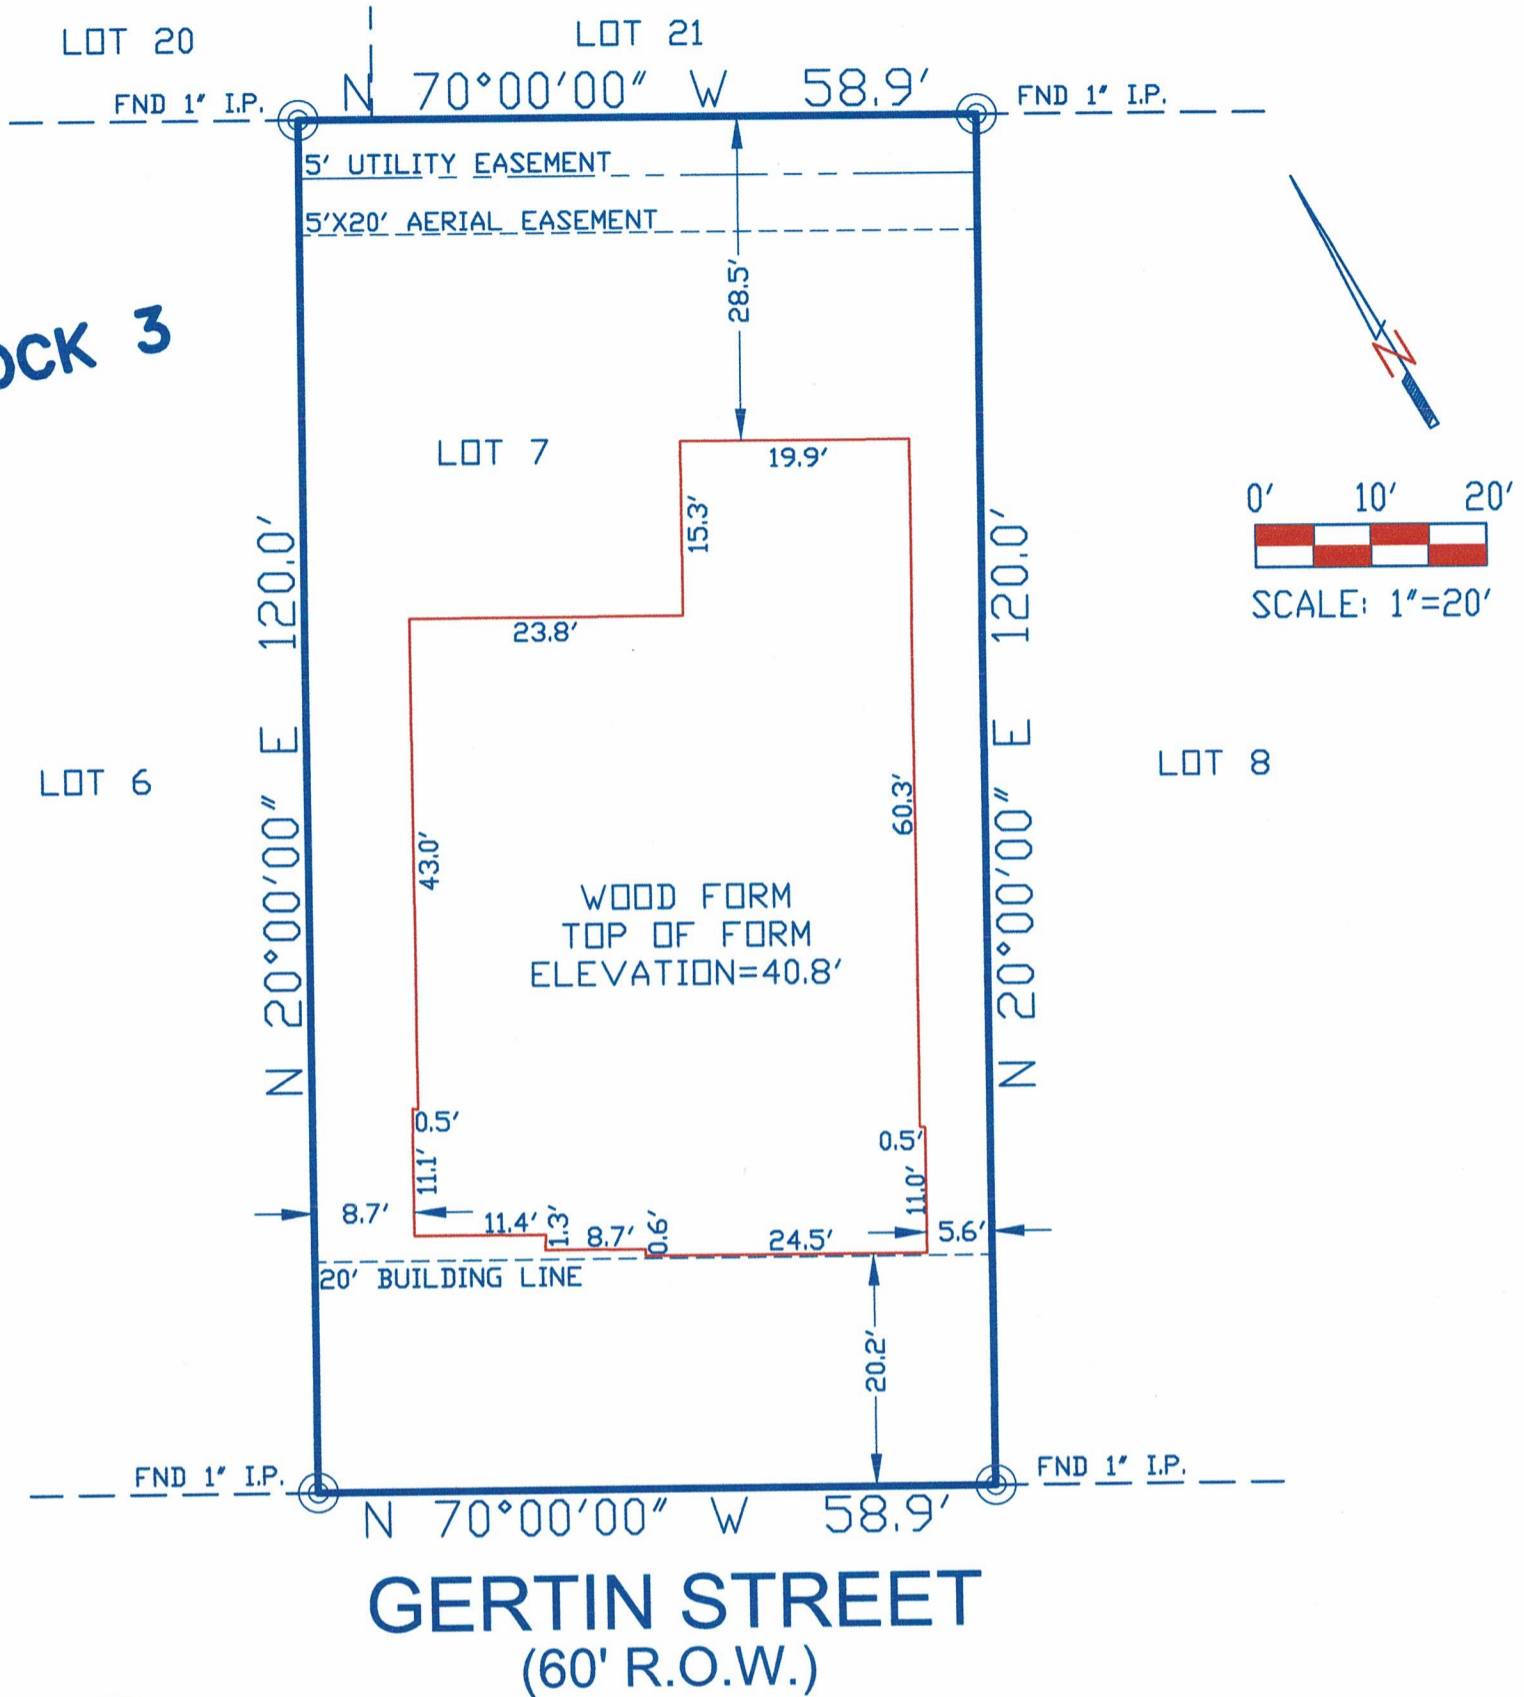 LOT 20
LOT 21
N 70°00'00" W 58.9'
FND 1" I.P.
FND 1" I.P.
5' UTILITY EASEMENT
5'X20' AERIAL EASEMENT
28.5'
3
LOT 7
19.9'
15.3'
0' 10' 20'
SCALE: 1"=20'
N 20°00'00" E 120.0'
N 20°00'00" E 120.0'
23.8'
LOT 6
LOT 8
60.3'
43.0'
WOOD FORM
TOP OF FORM
ELEVATION=40.8'
0.5'
0.5'
11.1'
11.0'
8.7'
11.4'
1.3'
8.7'
0.6'
24.5'
5.6'
20' BUILDING LINE
20.2'
N
FND 1" I.P.
FND 1" I.P.
N 70°00'00" W 58.9'
GERTIN STREET
(60' R.O.W.)